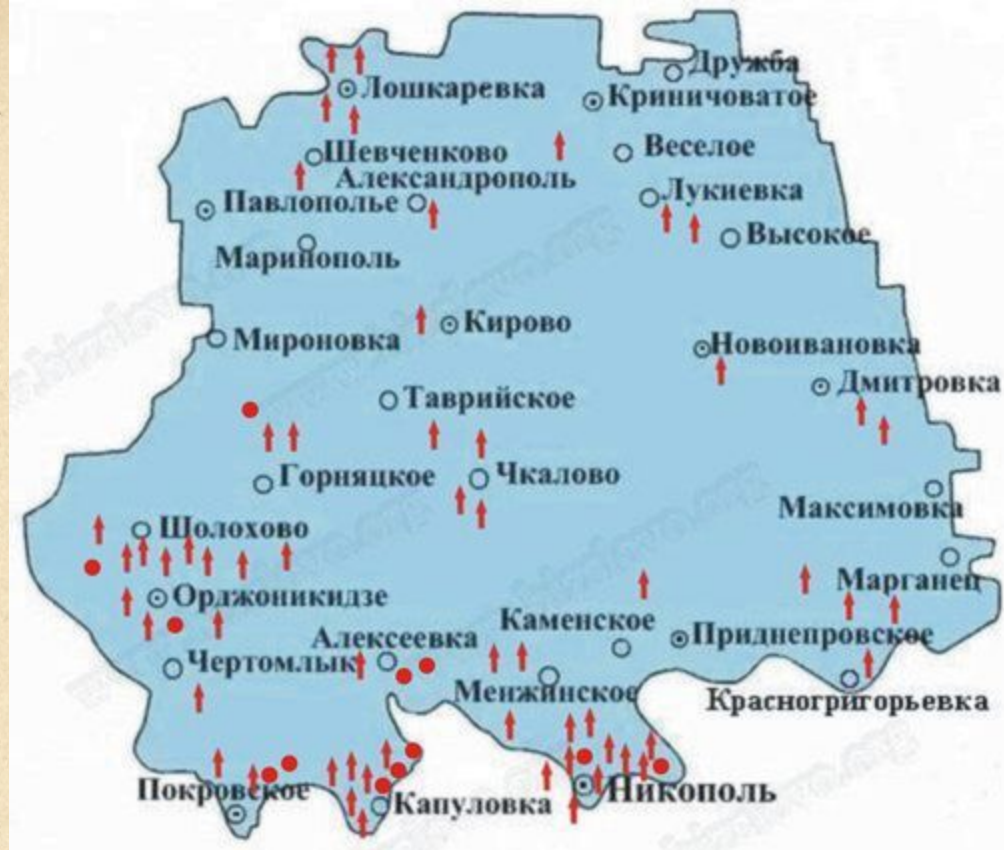 Дружба
Лошкаревка
Криничоватое
Шевченково
Веселое
Александрополь
Лукиевка
Павлополье
Высокое
Маринополь
Кирово
Мироновка
Новоивановка
Дмитровка
Таврийское
Горняцкое
Чкалово
Максимовка
Шолохово
Марганец
Орджоникидзе
Каменское
Алексеевка
Приднепровское
Чертомлык
Менжинское
Красногригорьевка
Покровское
Капуловка
Никополь